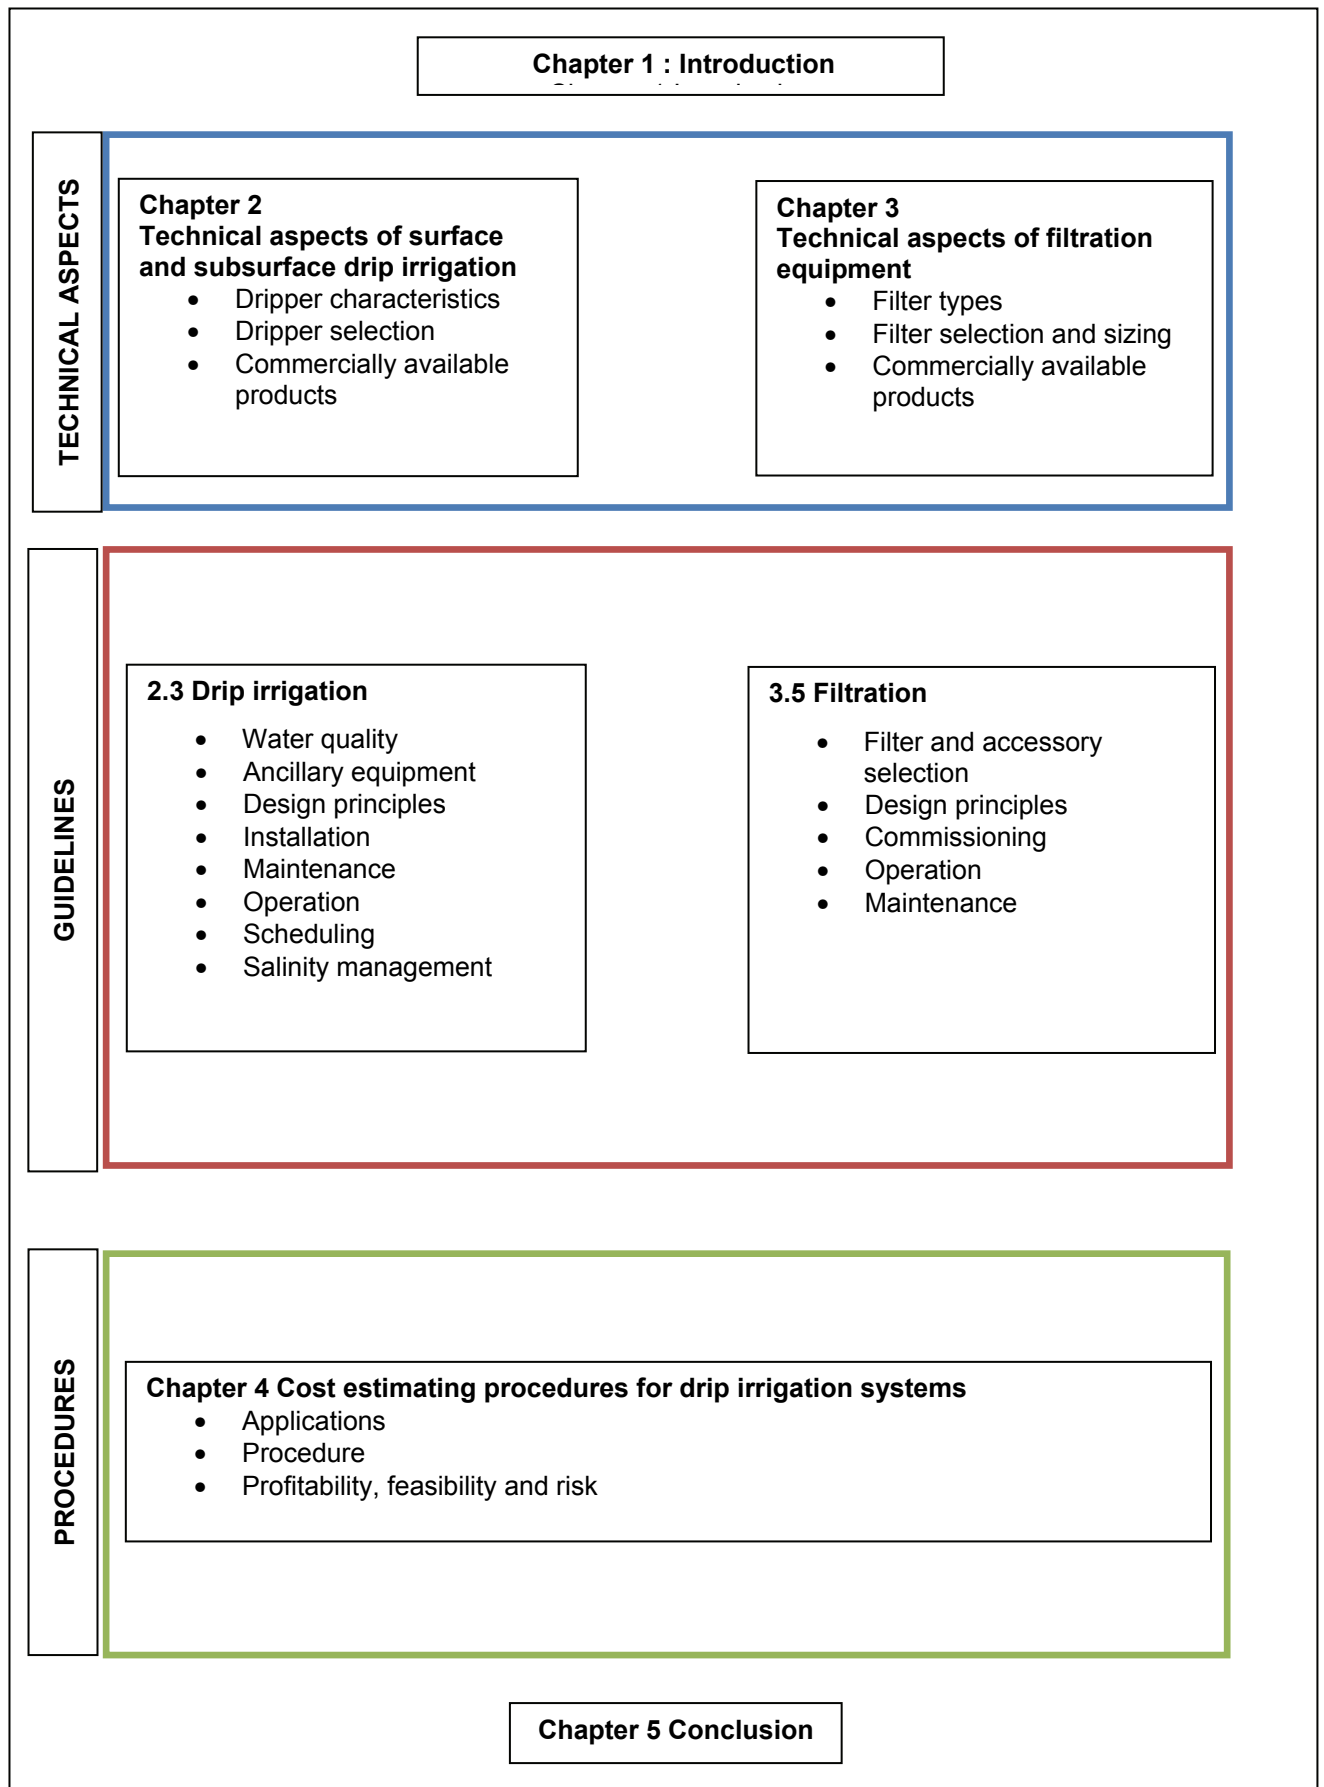 Chapter 1 : Introduction
TECHNICAL ASPECTS
Chapter 2
Technical aspects of surface
and subsurface drip irrigation
• Dripper characteristics
• Dripper selection
• Commercially available
products
Chapter 3
Technical aspects of filtration
equipment
• Filter types
• Filter selection and sizing
• Commercially available
products
GUIDELINES
2.3 Drip irrigation
• Water quality
• Ancillary equipment
• Design principles
• Installation
• Maintenance
• Operation
• Scheduling
• Salinity management
3.5 Filtration
• Filter and accessory
selection
• Design principles
• Commissioning
• Operation
• Maintenance
PROCEDURES
Chapter 4 Cost estimating procedures for drip irrigation systems
• Applications
• Procedure
• Profitability, feasibility and risk
Chapter 5 Conclusion